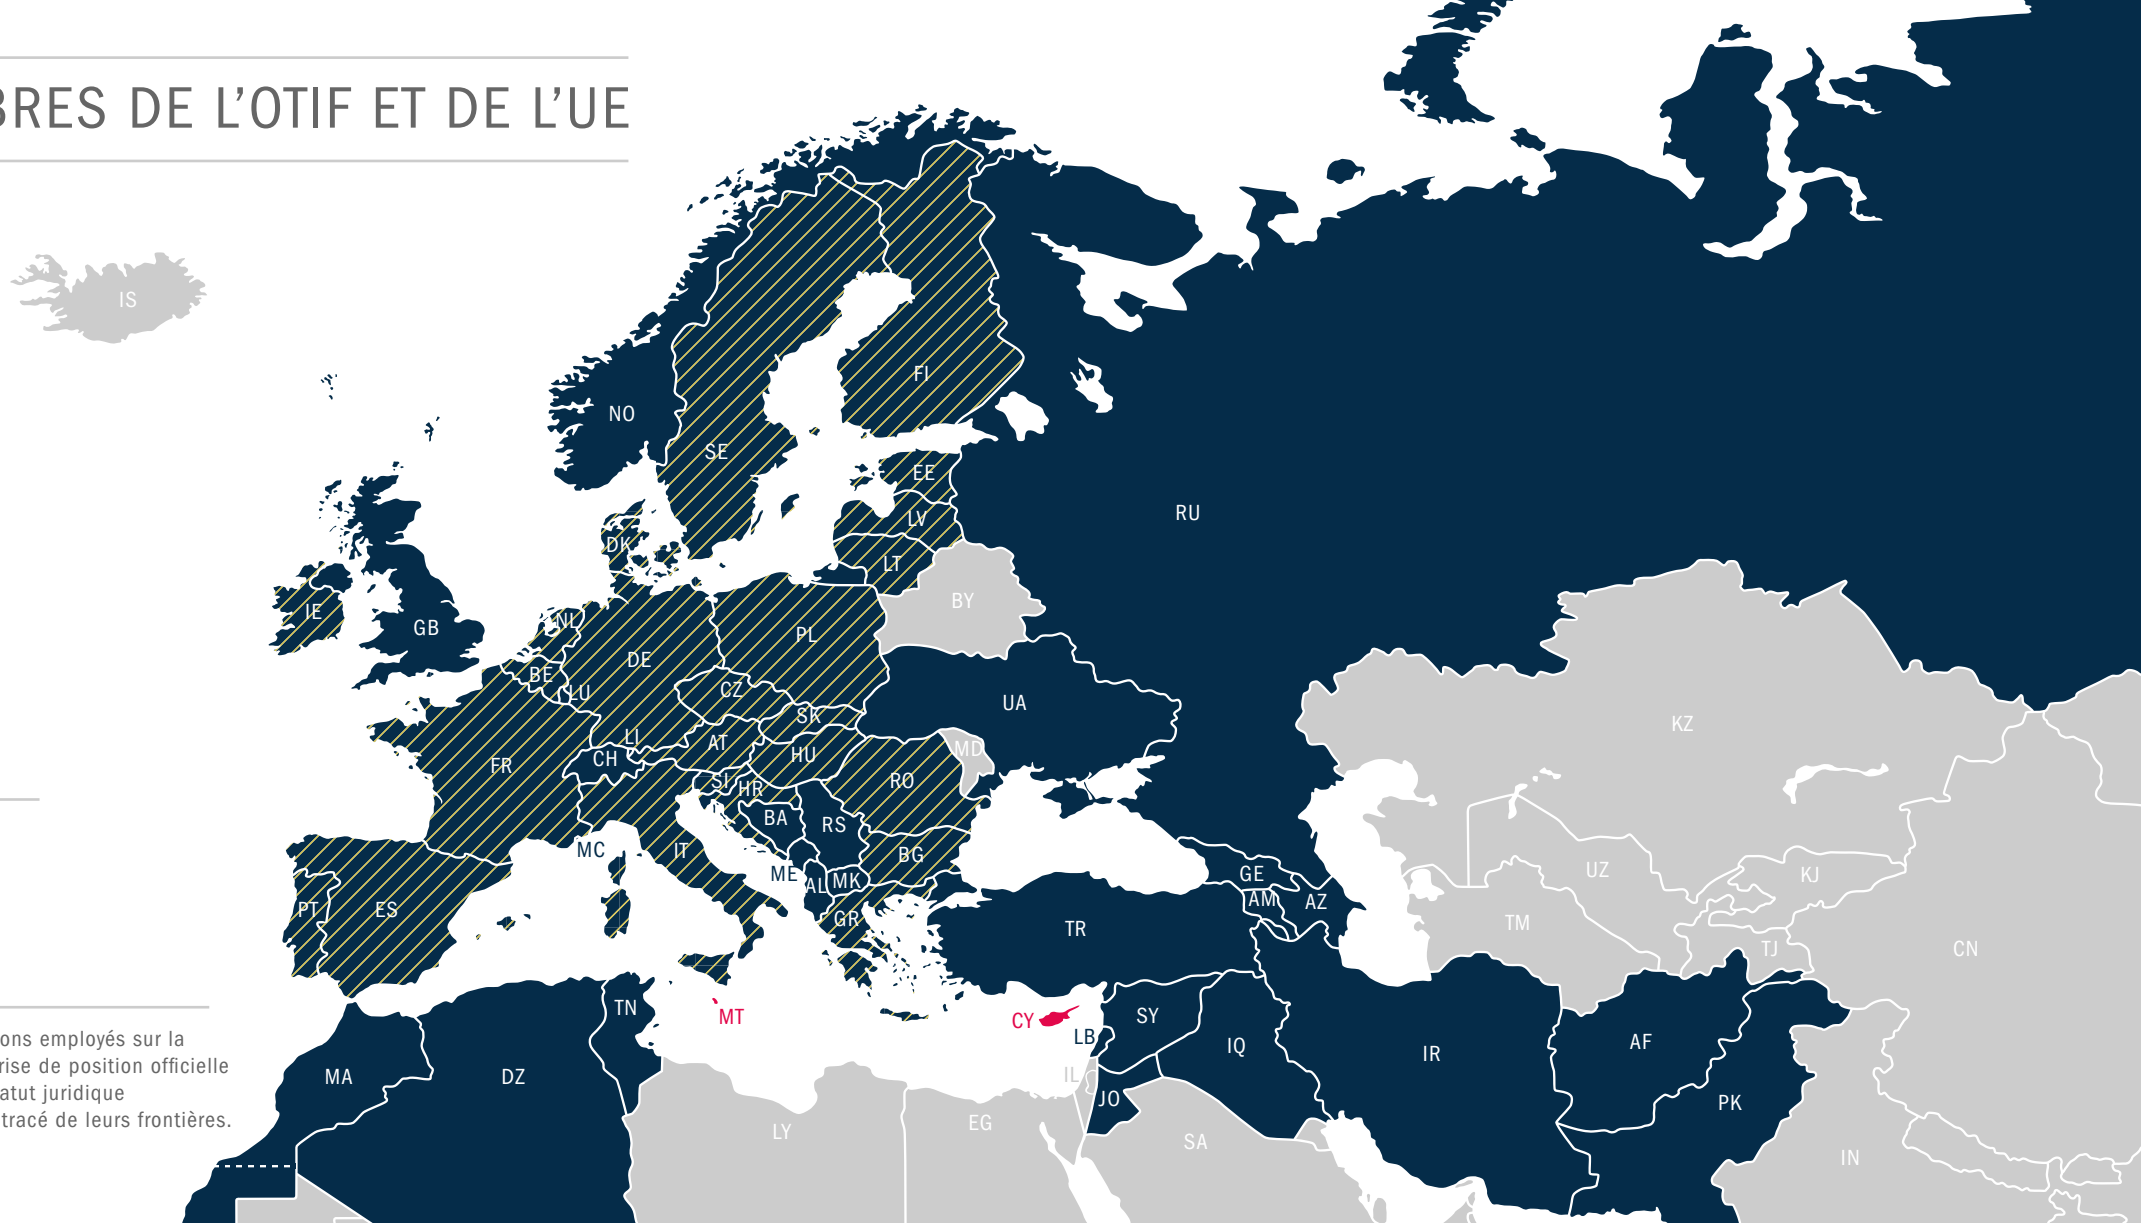 BRES DE L'OTIF ET DE L'UE
IS
NO
SE
FI
EE
LV
LT
DK
RU
IE
GB
NL
BY
PL
DE
BE
LU
CZ
UA
SK
KZ
LI
AT
MD
CH
HU
FR
SI
HR
RO
BA
RS
MC
IT
BG
ME
AL
MK
GE
UZ
KJ
AM
AZ
PT
ES
GR
TR
TM
TJ
CN
TN
MT
CY
SY
LB
AF
IQ
IR
MA
DZ
IL
JO
PK
LY
EG
SA
IN
ons employés sur la
rise de position officielle
atut juridique
tracé de leurs frontières.